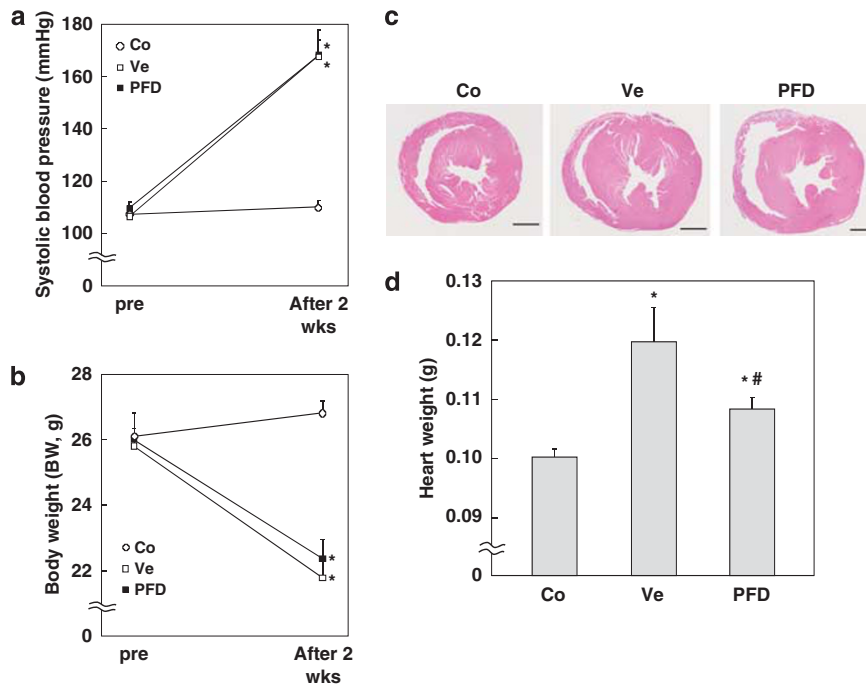 a
Systolic blood pressure (mmHg)
180
160
140
120
100
0
Co
Ve
PFD
*
*
pre
After 2
wks
b
Body weight (BW, g)
28
26
24
22
0
Co
Ve
PFD
*
*
pre
After 2
wks
c
Co
Ve
PFD
d
Heart weight (g)
0.13
0.12
0.11
0.10
0.09
0
*
* #
Co
Ve
PFD